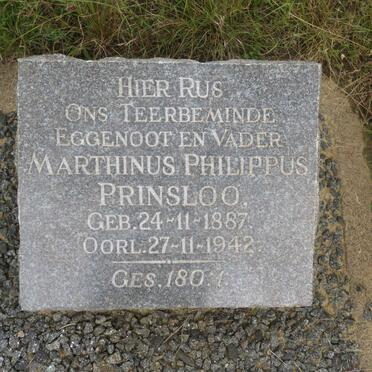 HIER RUS
ONS TEERBEMINDE
EGGENOOT EN VADER
MARTHINUS PHILIPPUS
PRINSLOO.
GEB. 24-11-1887.
OORL. 27-11-1942.
GES. 180:1.